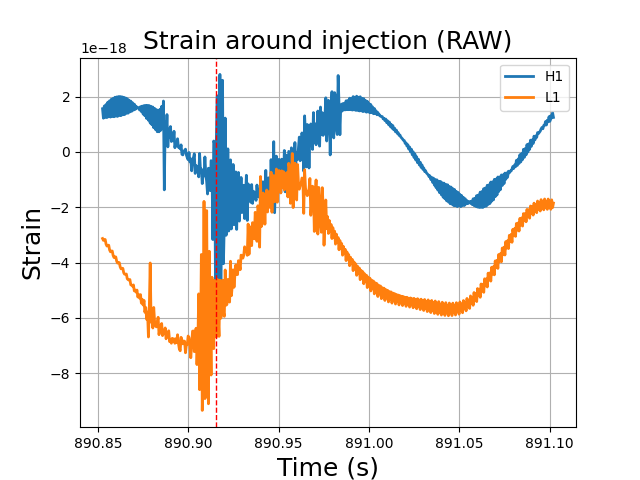 Strain around injection (RAW)
1e−18
H1
L1
2
0
−2
−4
−6
−8
Strain
890.85 890.90 890.95 891.00 891.05 891.10
Time (s)